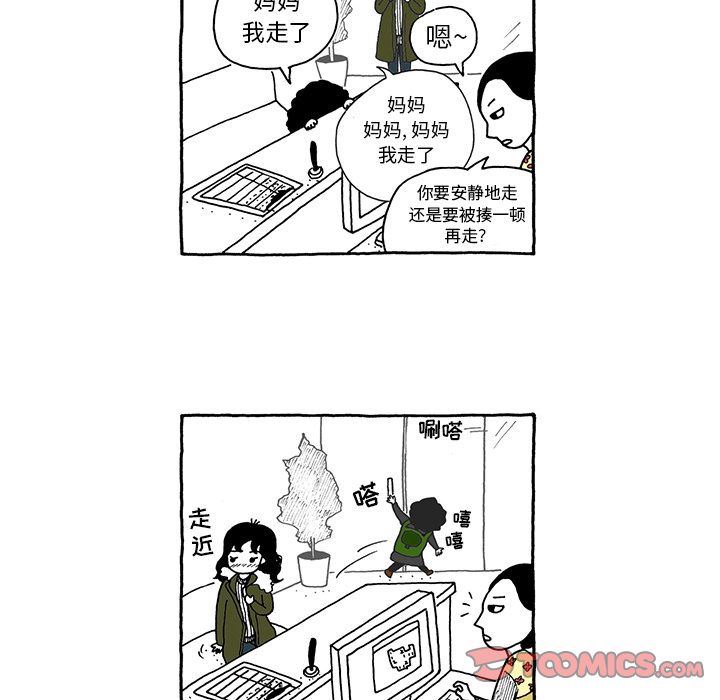 妈妈
我走了
嗯~
妈妈
妈妈, 妈妈
我走了
你要安静地走
还是要被揍一顿
再走?
唰嗒
嗒
嘻
嘻
走
近
TOOMICS.COM